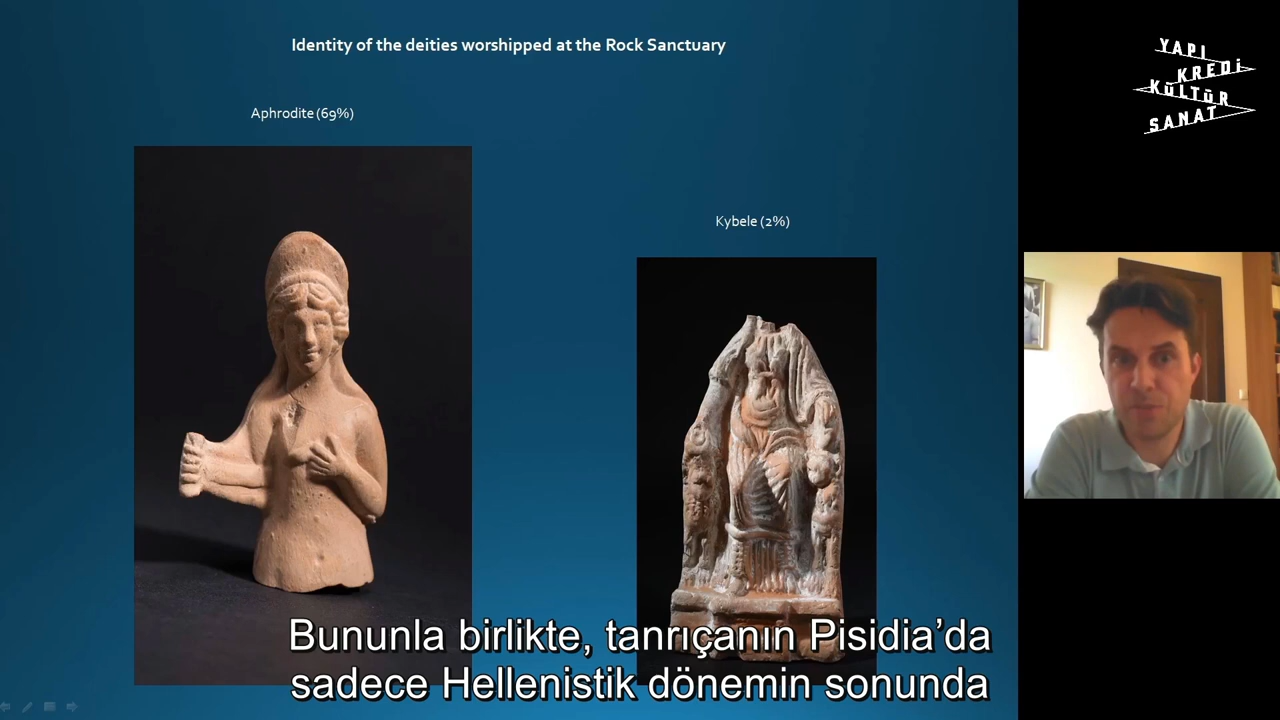 Identity of the deities worshipped at the Rock Sanctuary
Aphrodite (69%)
Kybele (2%)
YAPI
KREDi
KüLTüR
SANAT
Bununla birlikte, tanrıçanın Pisidia’da
sadece Hellenistik dönemin sonunda